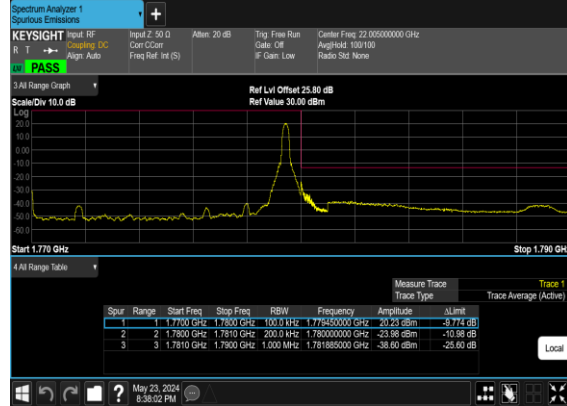 Spectrum Analyzer 1
Spurious Emissions
+
KEYSIGHT Input: RF Input Z: 50 Ω Atten: 20 dB Trig: Free Run Center Freq: 22.005000000 GHz
R T Coupling: DC Corr CCorr Gate: Off Avg|Hold: 100/100
Align: Auto Freq Ref: Int (S) IF Gain: Low Radio Std: None
LW PASS
3 All Range Graph
Ref Lvl Offset 25.80 dB
Scale/Div 10.0 dB Ref Value 30.00 dBm
Log
20.0
10.0
0.00
-10.0
-20.0
-30.0
-40.0
-50.0
-60.0
Start 1.770 GHz Stop 1.790 GHz
4 All Range Table
Measure Trace Trace 1
Trace Type Trace Average (Active)
Spur Range Start Freq Stop Freq RBW Frequency Amplitude ΔLimit
1 1 1.7700 GHz 1.7800 GHz 100.0 kHz 1.779450000 GHz 20.23 dBm -9.774 dB
2 2 1.7800 GHz 1.7810 GHz 200.0 kHz 1.780000000 GHz -23.98 dBm -10.98 dB
3 3 1.7810 GHz 1.7900 GHz 1.000 MHz 1.781885000 GHz -38.60 dBm -25.60 dB
Local
? May 23, 2024
8:38:02 PM